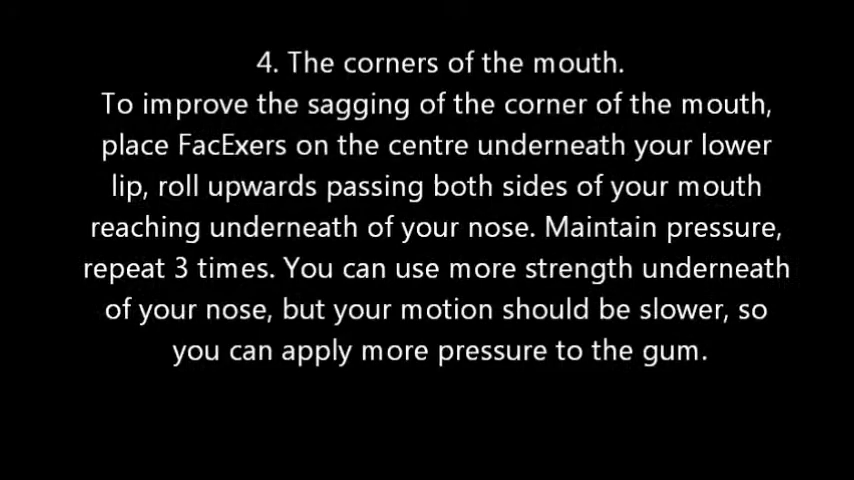 4. The corners of the mouth.
To improve the sagging of the corner of the mouth,
place FacExers on the centre underneath your lower
lip, roll upwards passing both sides of your mouth
reaching underneath of your nose. Maintain pressure,
repeat 3 times. You can use more strength underneath
of your nose, but your motion should be slower, so
you can apply more pressure to the gum.